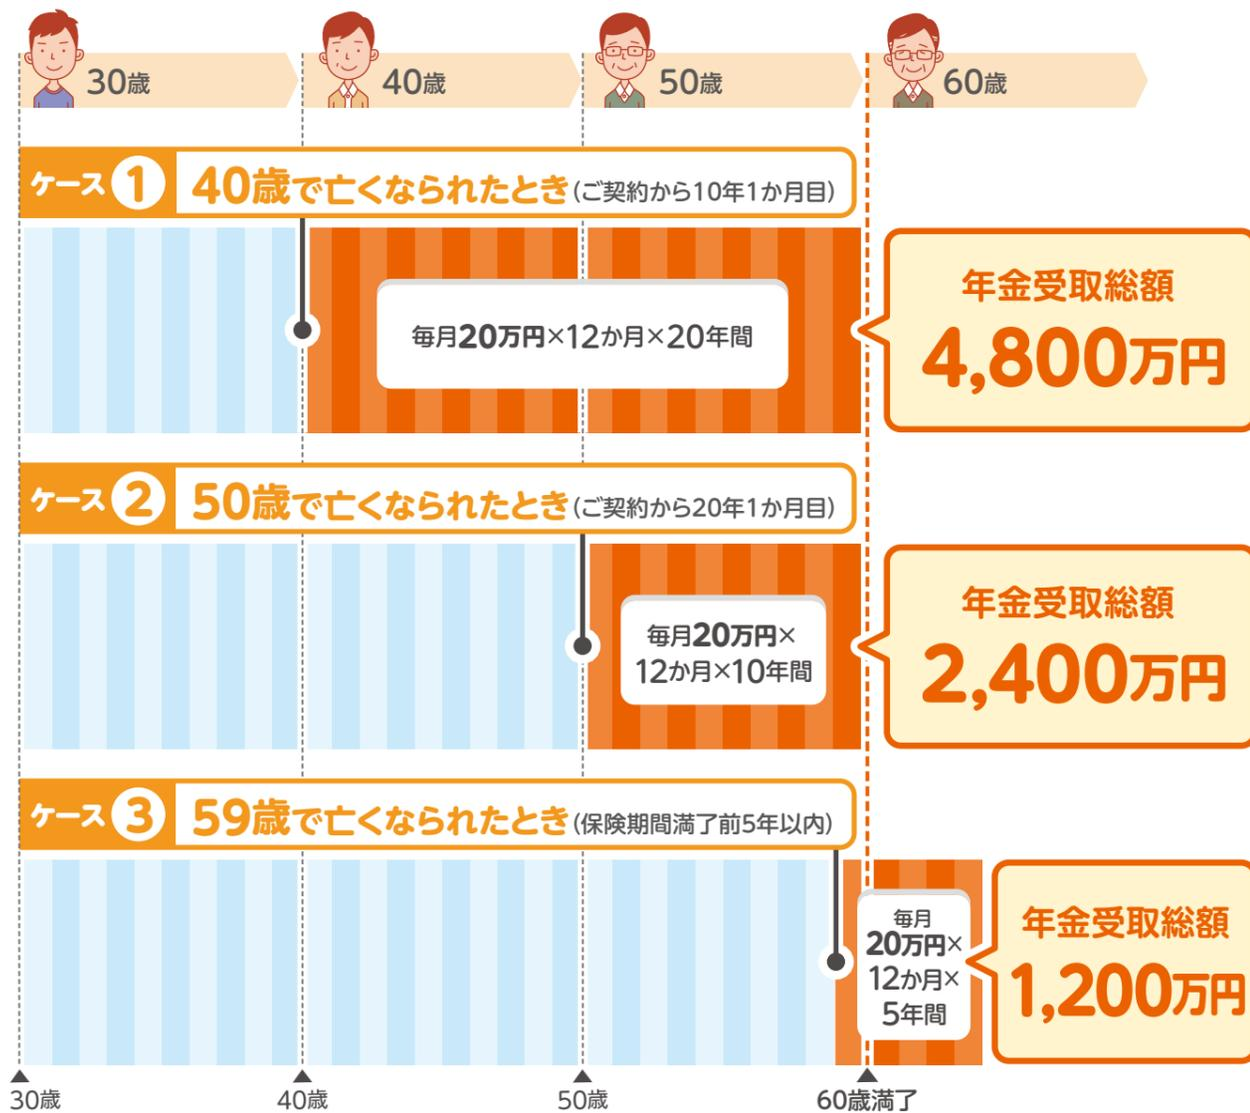 30歳
40歳
50歳
60歳
ケース1 40歳で亡くなられたとき(ご契約から10年1か月目)
毎月20万円×12か月×20年間
年金受取総額
4,800万円
ケース2 50歳で亡くなられたとき(ご契約から20年1か月目)
毎月20万円×
12か月×10年間
年金受取総額
2,400万円
ケース3 59歳で亡くなられたとき(保険期間満了前5年以内)
毎月
20万円×
12か月×
5年間
年金受取総額
1,200万円
30歳
40歳
50歳
60歳満了